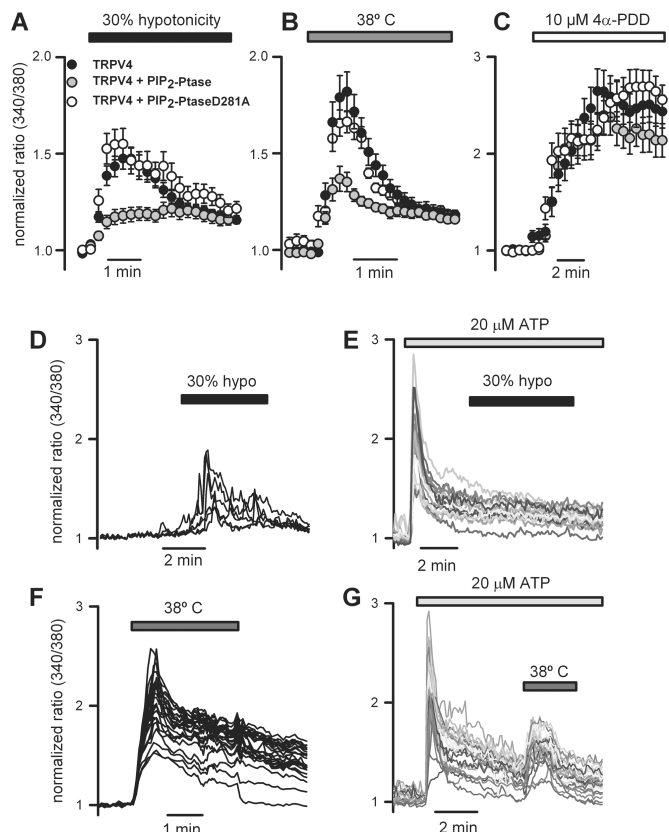 A
30% hypotonicity
B
38º C
C
10 µM 4α-PDD
normalized ratio (340/380)
2.0
1.5
1.0
TRPV4
TRPV4 + PIP2-Ptase
TRPV4 + PIP2-PtaseD281A
1 min
2.0
1.5
1.0
1 min
3
2
1
2 min
D
normalized ratio (340/380)
3
2
1
30% hypo
2 min
E
20 µM ATP
3
2
1
30% hypo
2 min
F
38º C
normalized ratio (340/380)
3
2
1
1 min
G
20 µM ATP
3
2
1
38º C
2 min